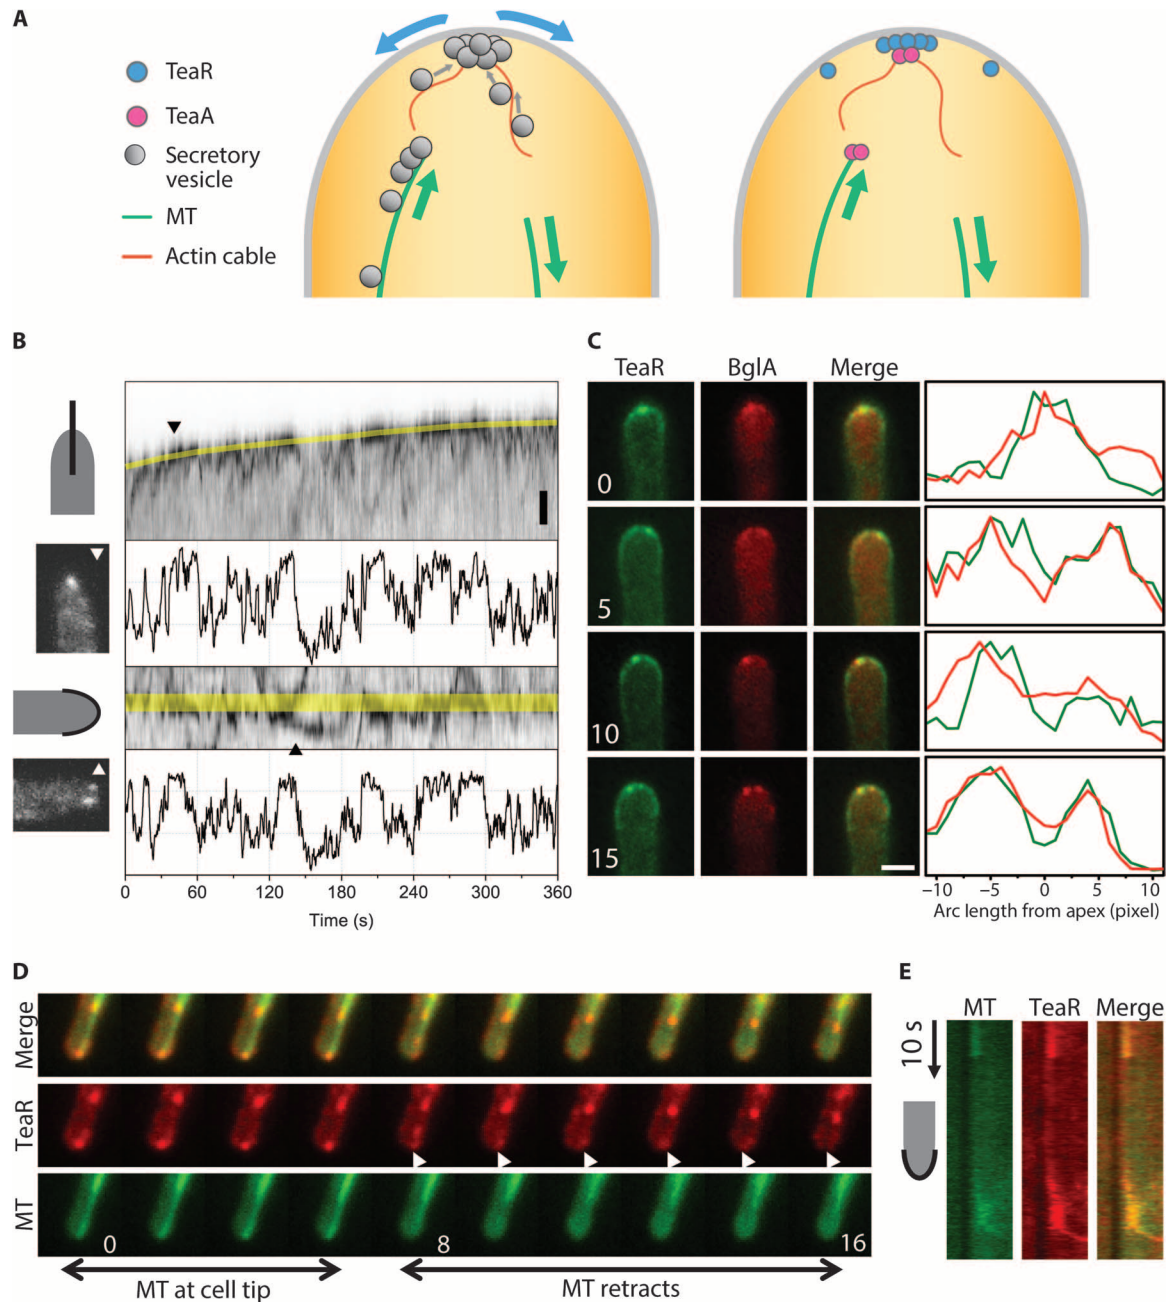 A
TeaR
TeaA
Secretory
vesicle
MT
Actin cable
B
0 60 120 180 240 300 360
Time (s)
C
TeaR BglA Merge
0
5
10
15
−10 −5 0 5 10
Arc length from apex (pixel)
D
Merge
TeaR
MT
0 8 16
MT at cell tip MT retracts
E
MT TeaR Merge
10 s